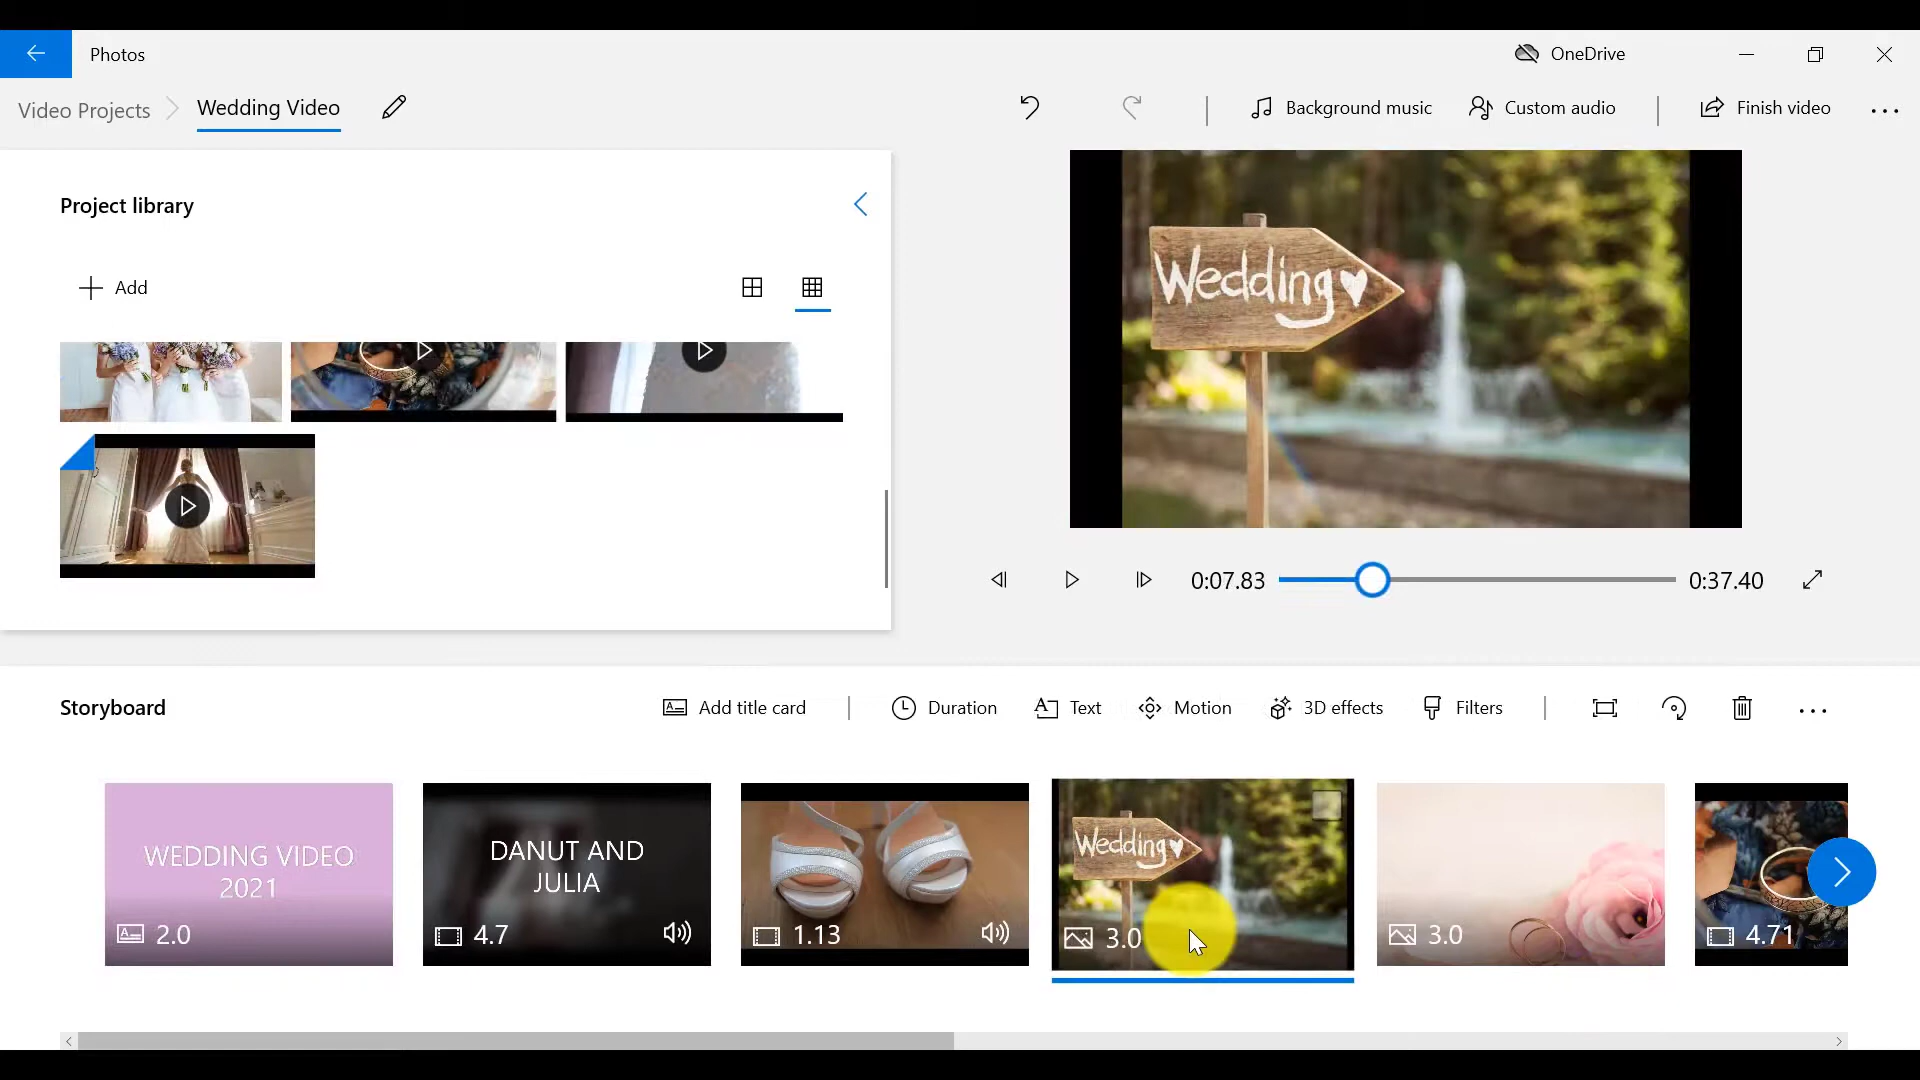 Photos
OneDrive
Video Projects
Wedding Video
Background music
Custom audio
Finish video
Project library
Add
Wedding
0:07.83
0:37.40
Storyboard
Add title card
Duration
Text
Motion
3D effects
Filters
WEDDING VIDEO
2021
2.0
DANUT AND
JULIA
4.7
1.13
Wedding
3.0
3.0
4.71